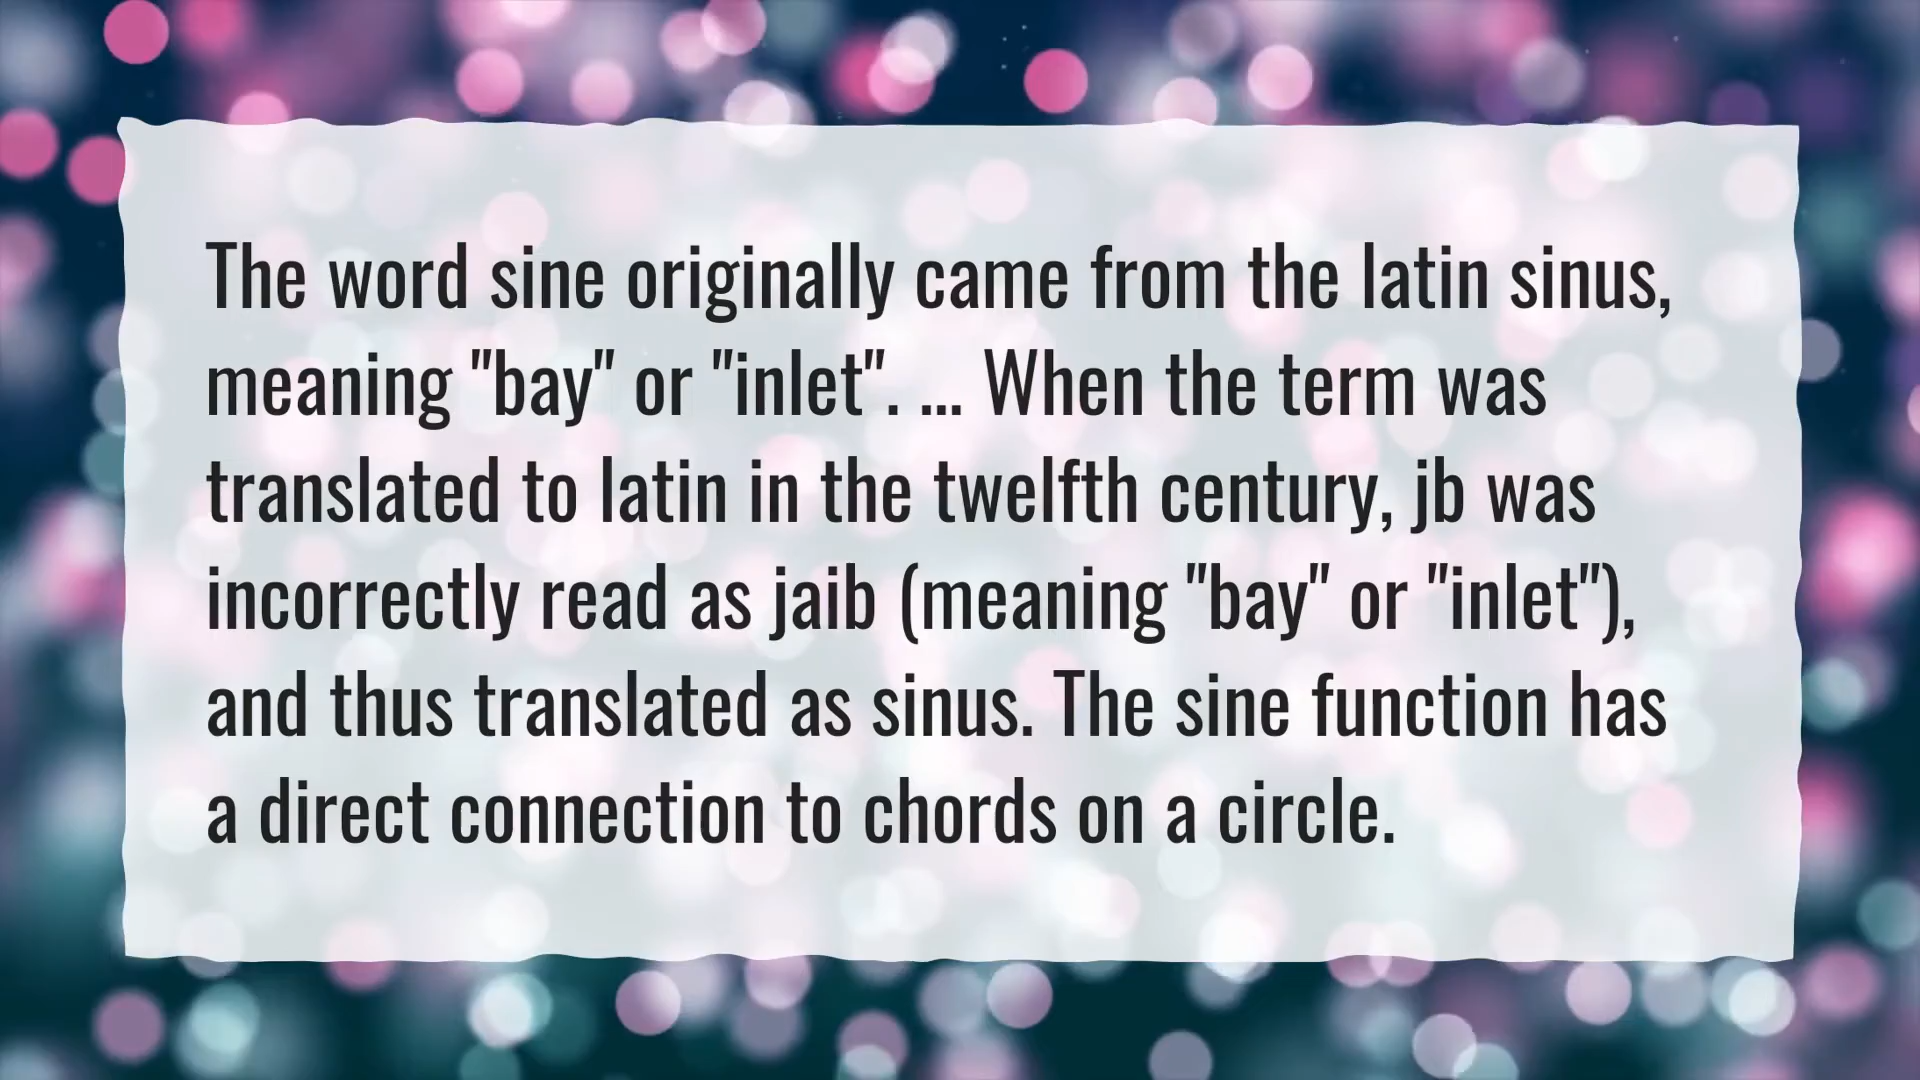 The word sine originally came from the latin sinus,
meaning "bay" or "inlet". ... When the term was
translated to latin in the twelfth century, jb was
incorrectly read as jaib (meaning "bay" or "inlet"),
and thus translated as sinus. The sine function has
a direct connection to chords on a circle.